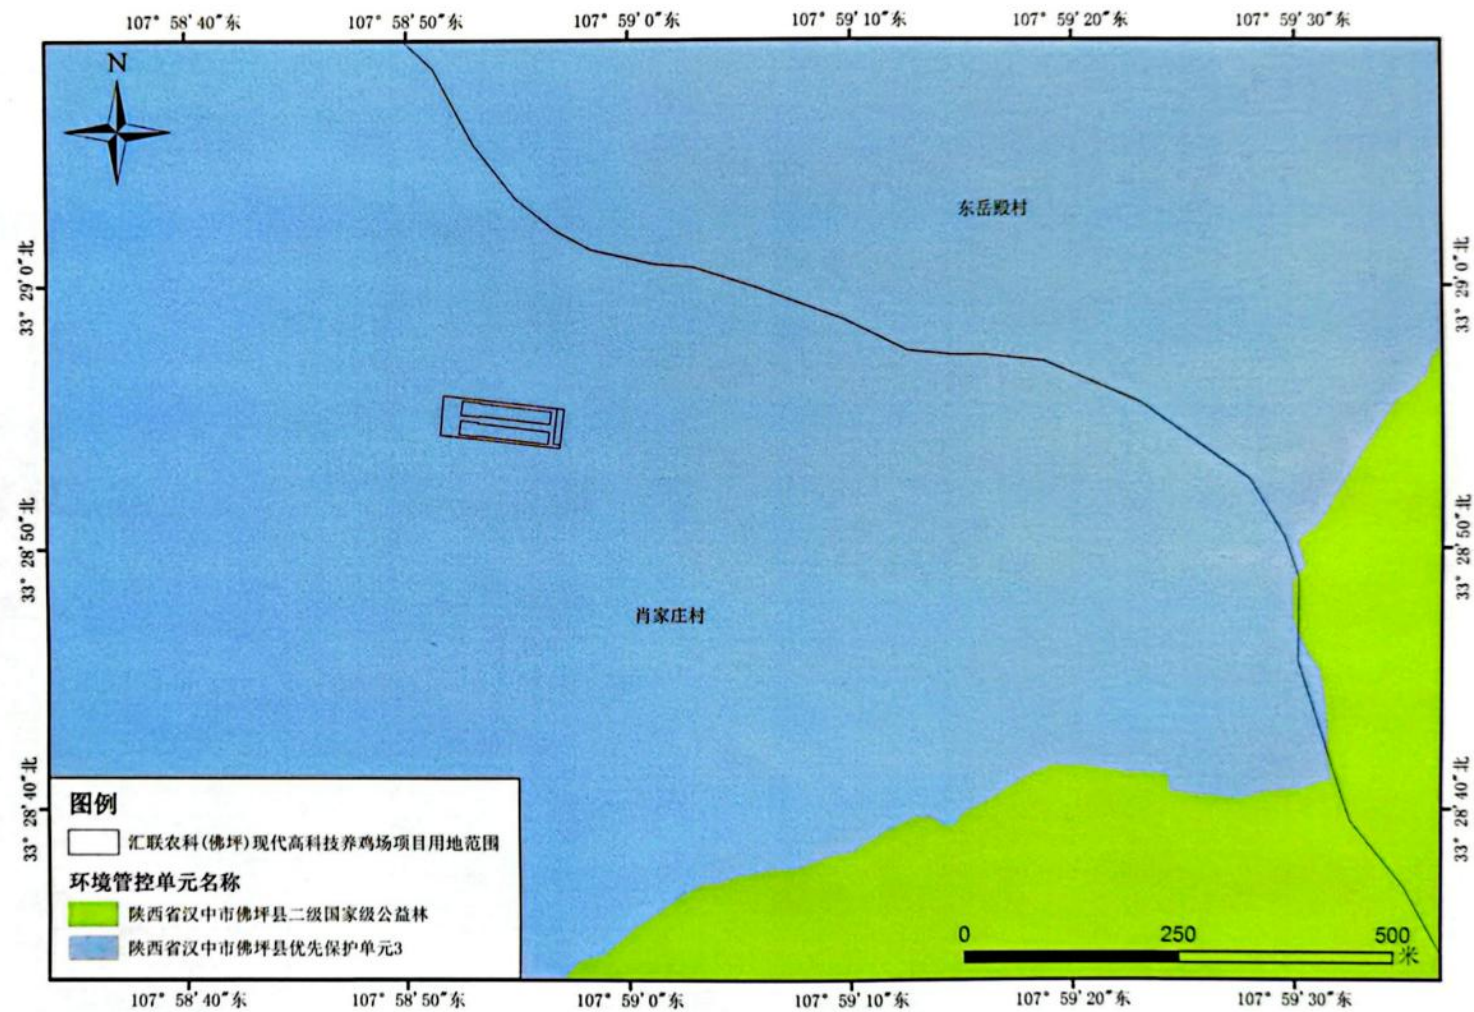 107° 58′40″东
107° 58′50″东
107° 59′0″东
107° 59′10″东
107° 59′20″东
107° 59′30″东
N
东岳殿村
33° 29′0″北
33° 29′0″北
33° 28′50″北
33° 28′50″北
肖家庄村
33° 28′40″北
33° 28′40″北
图例
汇联农科(佛坪)现代高科技养鸡场项目用地范围
环境管控单元名称
陕西省汉中市佛坪县二级国家级公益林
陕西省汉中市佛坪县优先保护单元3
0 250 500
米
107° 58′40″东
107° 58′50″东
107° 59′0″东
107° 59′10″东
107° 59′20″东
107° 59′30″东